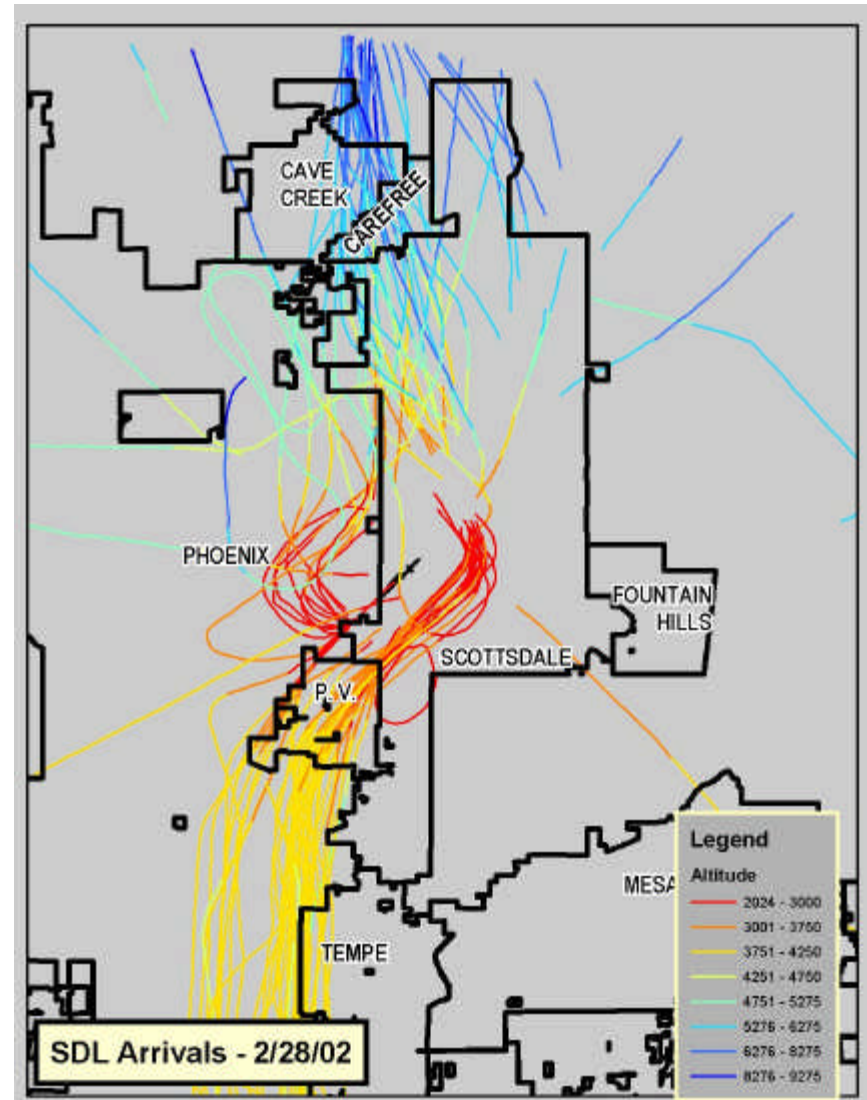 CAVE
CREEK
CAREFREE
PHOENIX
FOUNTAIN
HILLS
SCOTTSDALE
P. V.
MESA
TEMPE
Legend
Altitude
2024 - 3000
3001 - 3750
3751 - 4250
4251 - 4750
4751 - 5275
5276 - 6275
6276 - 8275
8276 - 9275
SDL Arrivals - 2/28/02